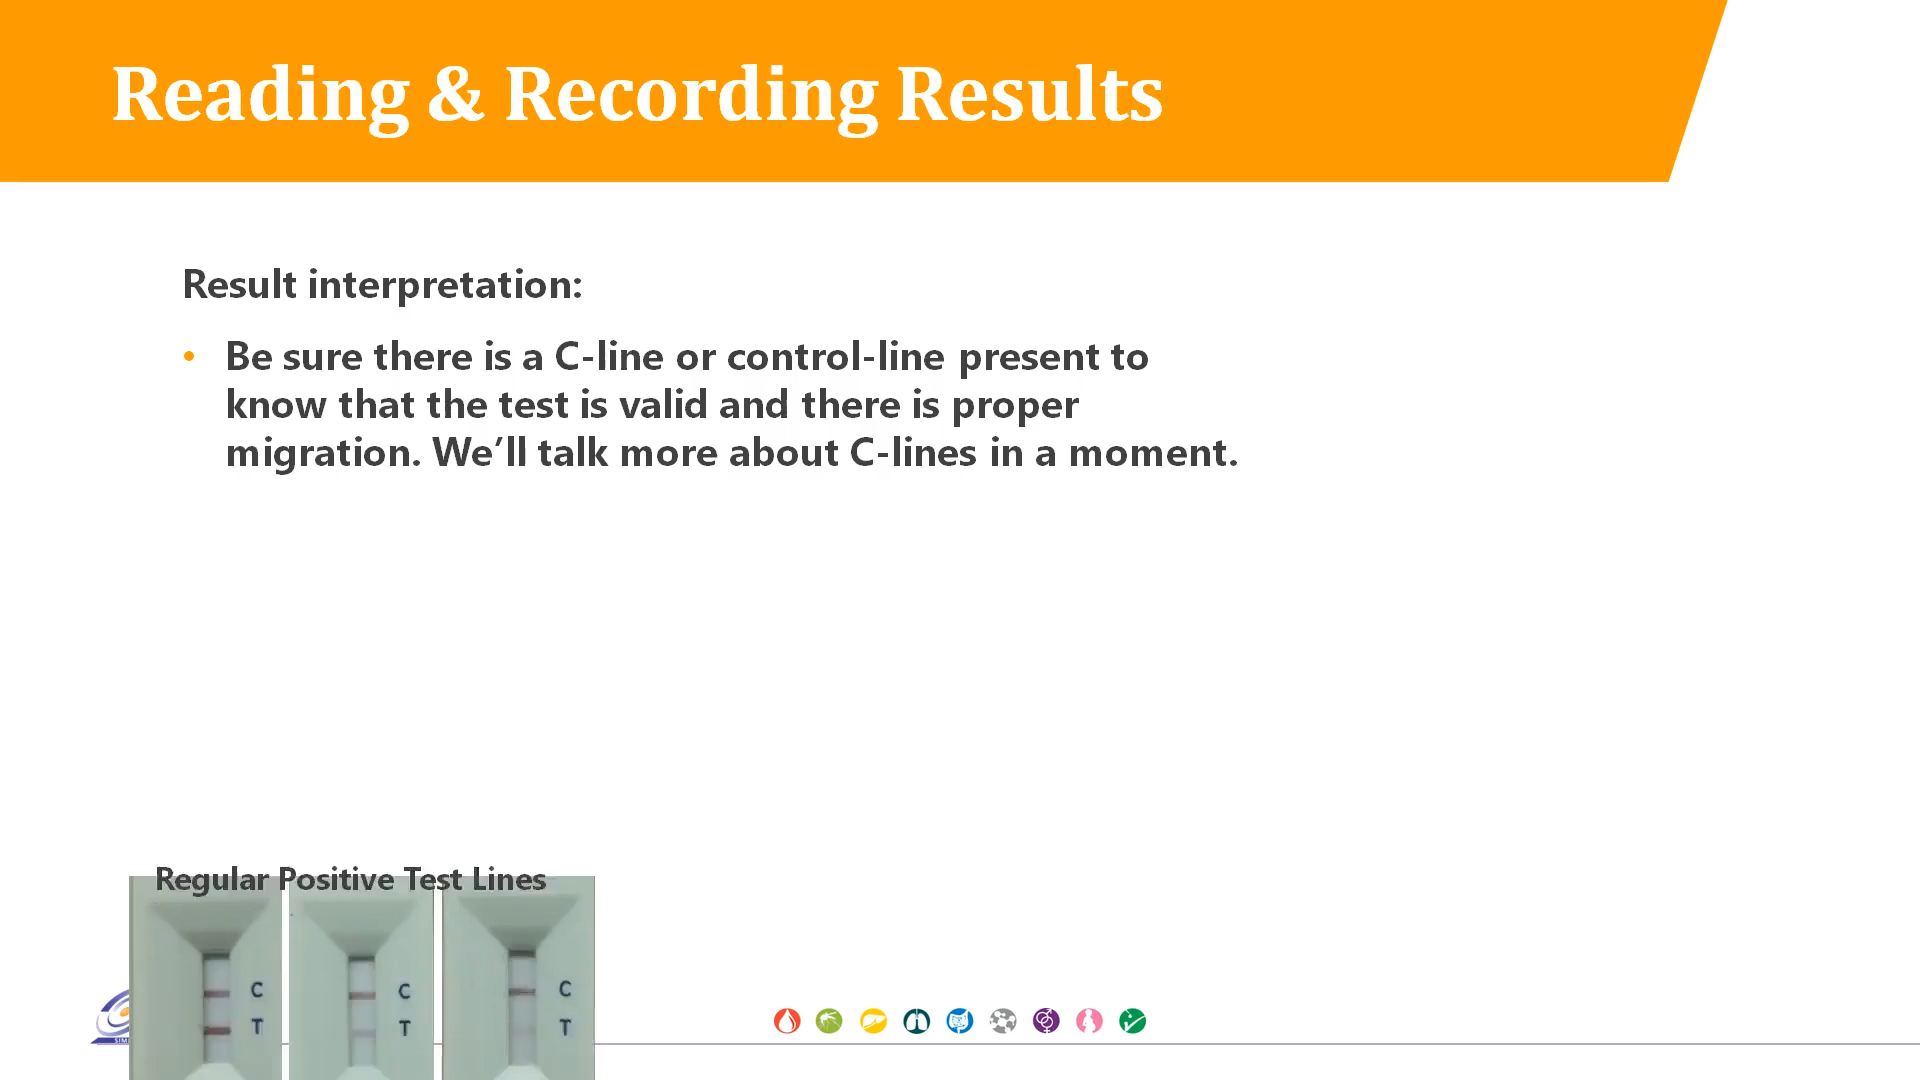 Reading & Recording Results
Result interpretation:
• Be sure there is a C-line or control-line present to
know that the test is valid and there is proper
migration. We’ll talk more about C-lines in a moment.
Regular Positive Test Lines
C C C
T T T